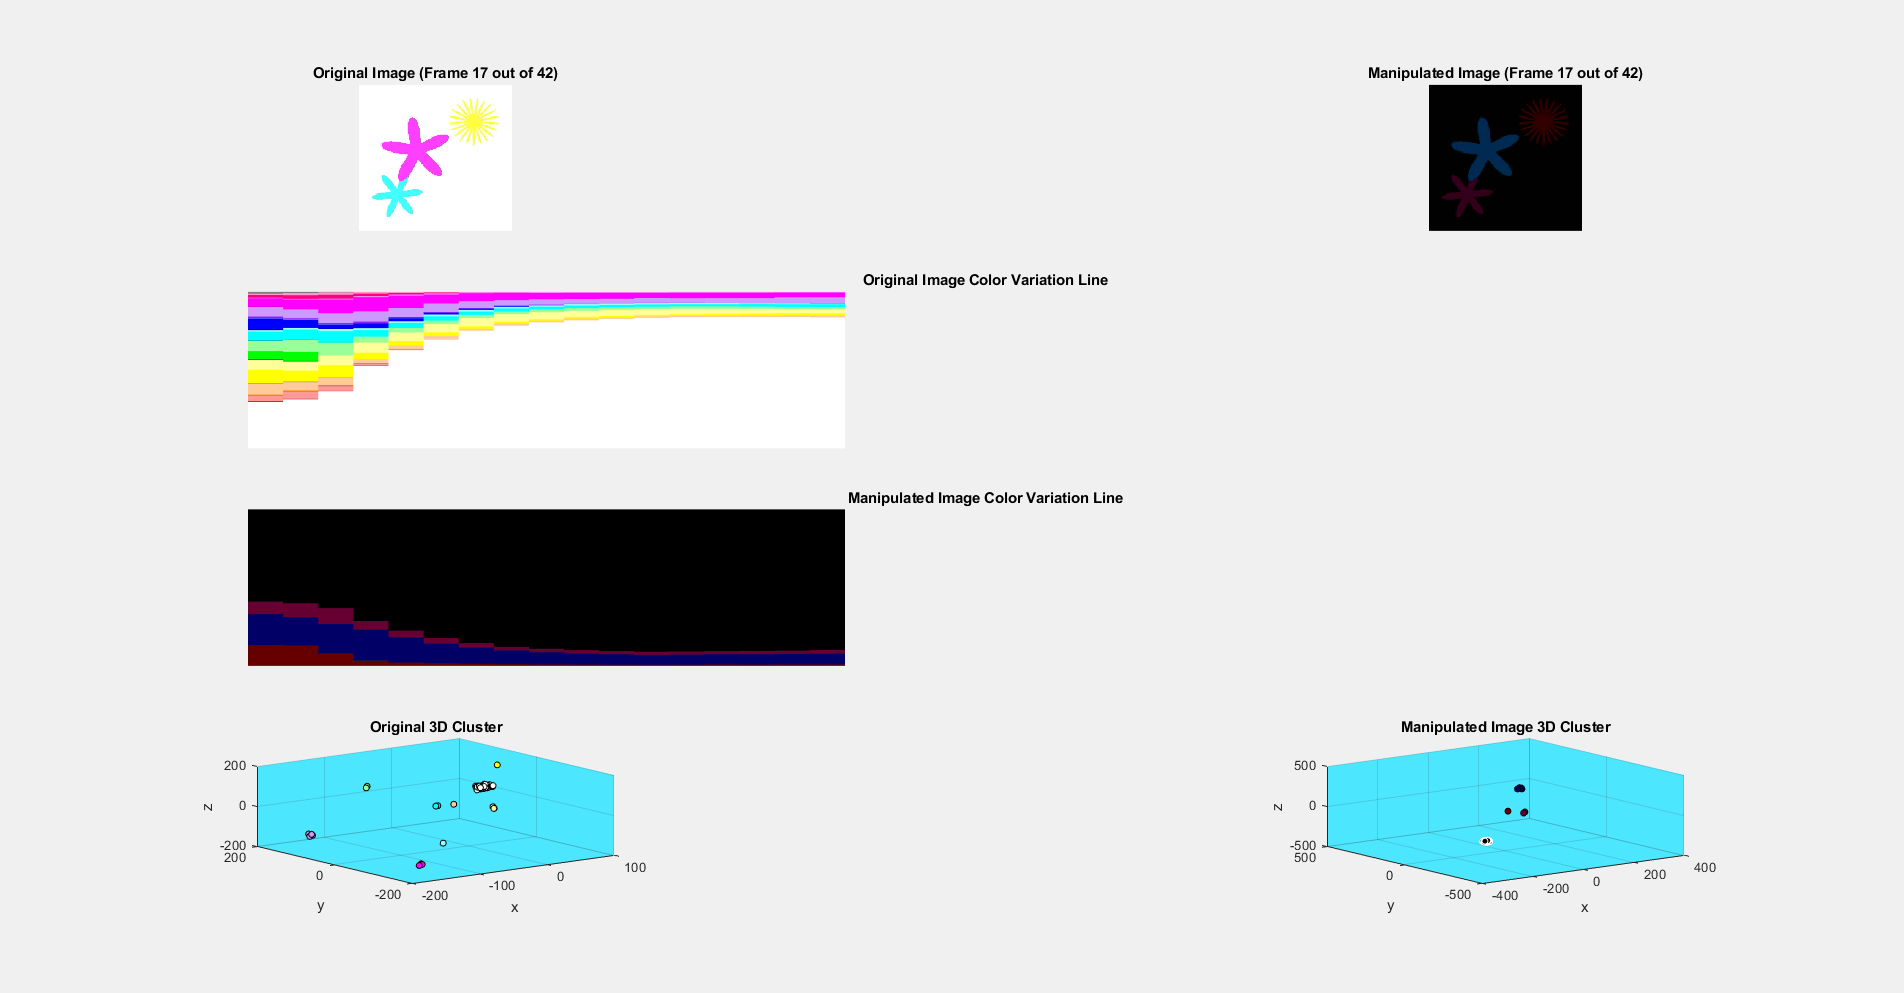 Original Image (Frame 17 out of 42)
Manipulated Image (Frame 17 out of 42)
Original Image Color Variation Line
Manipulated Image Color Variation Line
Original 3D Cluster
200
0
-200
z
200
0
-200
y
-200
-100
0
100
x
Manipulated Image 3D Cluster
500
0
-500
z
500
0
-500
y
-400
-200
0
200
400
x